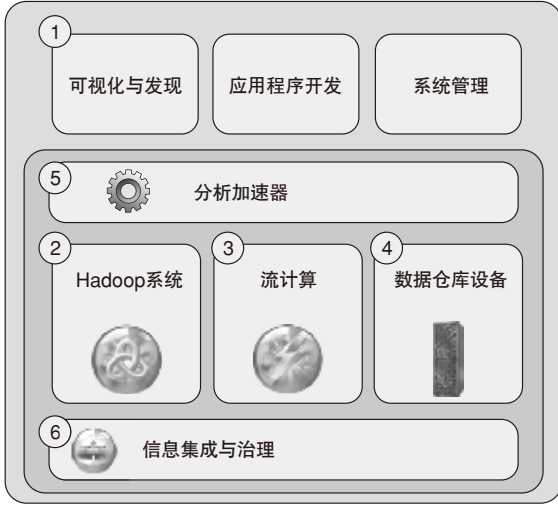 1
可视化与发现
应用程序开发
系统管理
5
分析加速器
2
Hadoop系统
3
流计算
4
数据仓库设备
6
信息集成与治理